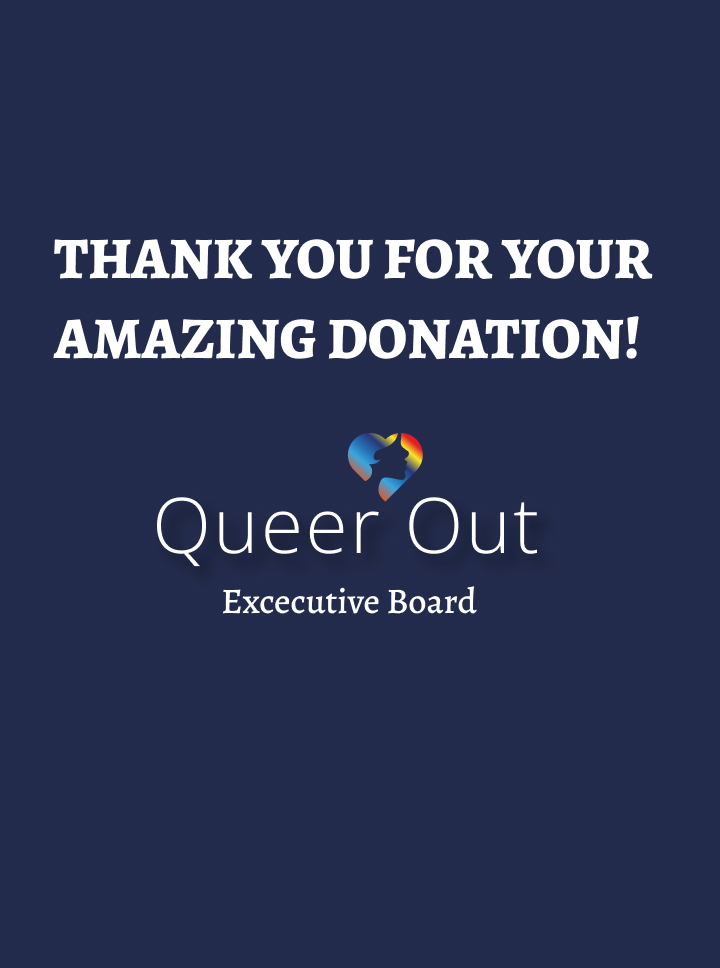 THANK YOU FOR YOUR
AMAZING DONATION!
Queer Out
Excecutive Board